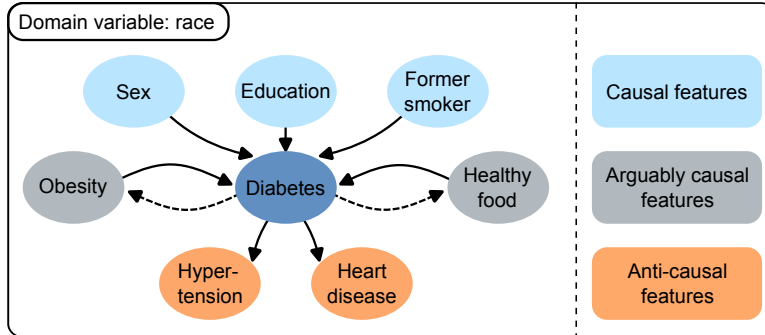 Domain variable: race
Sex
Education
Former
smoker
Causal features
Obesity
Diabetes
Healthy
food
Arguably causal
features
Hyper-
tension
Heart
disease
Anti-causal
features